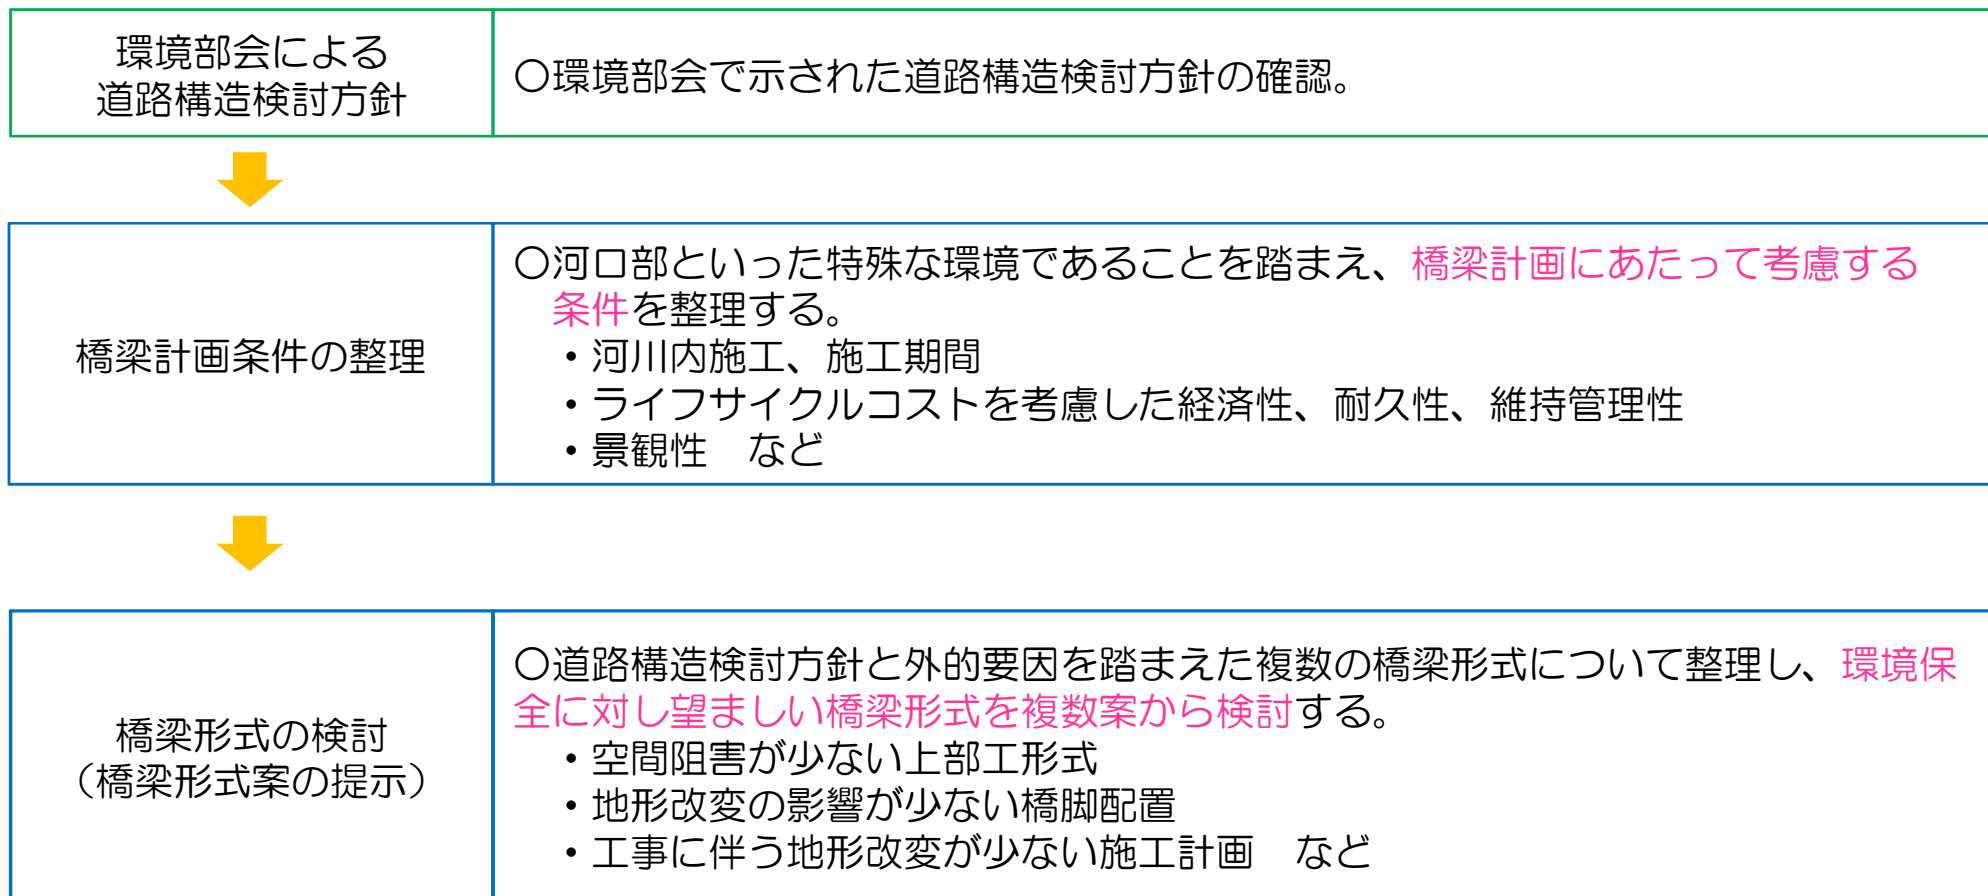 環境部会による
道路構造検討方針
〇環境部会で示された道路構造検討方針の確認。
橋梁計画条件の整理
〇河口部といった特殊な環境であることを踏まえ、橋梁計画にあたって考慮する
条件を整理する。
・河川内施工、施工期間
・ライフサイクルコストを考慮した経済性、耐久性、維持管理性
・景観性　など
橋梁形式の検討
（橋梁形式案の提示）
〇道路構造検討方針と外的要因を踏まえた複数の橋梁形式について整理し、環境保
全に対し望ましい橋梁形式を複数案から検討する。
・空間阻害が少ない上部工形式
・地形改変の影響が少ない橋脚配置
・工事に伴う地形改変が少ない施工計画　など